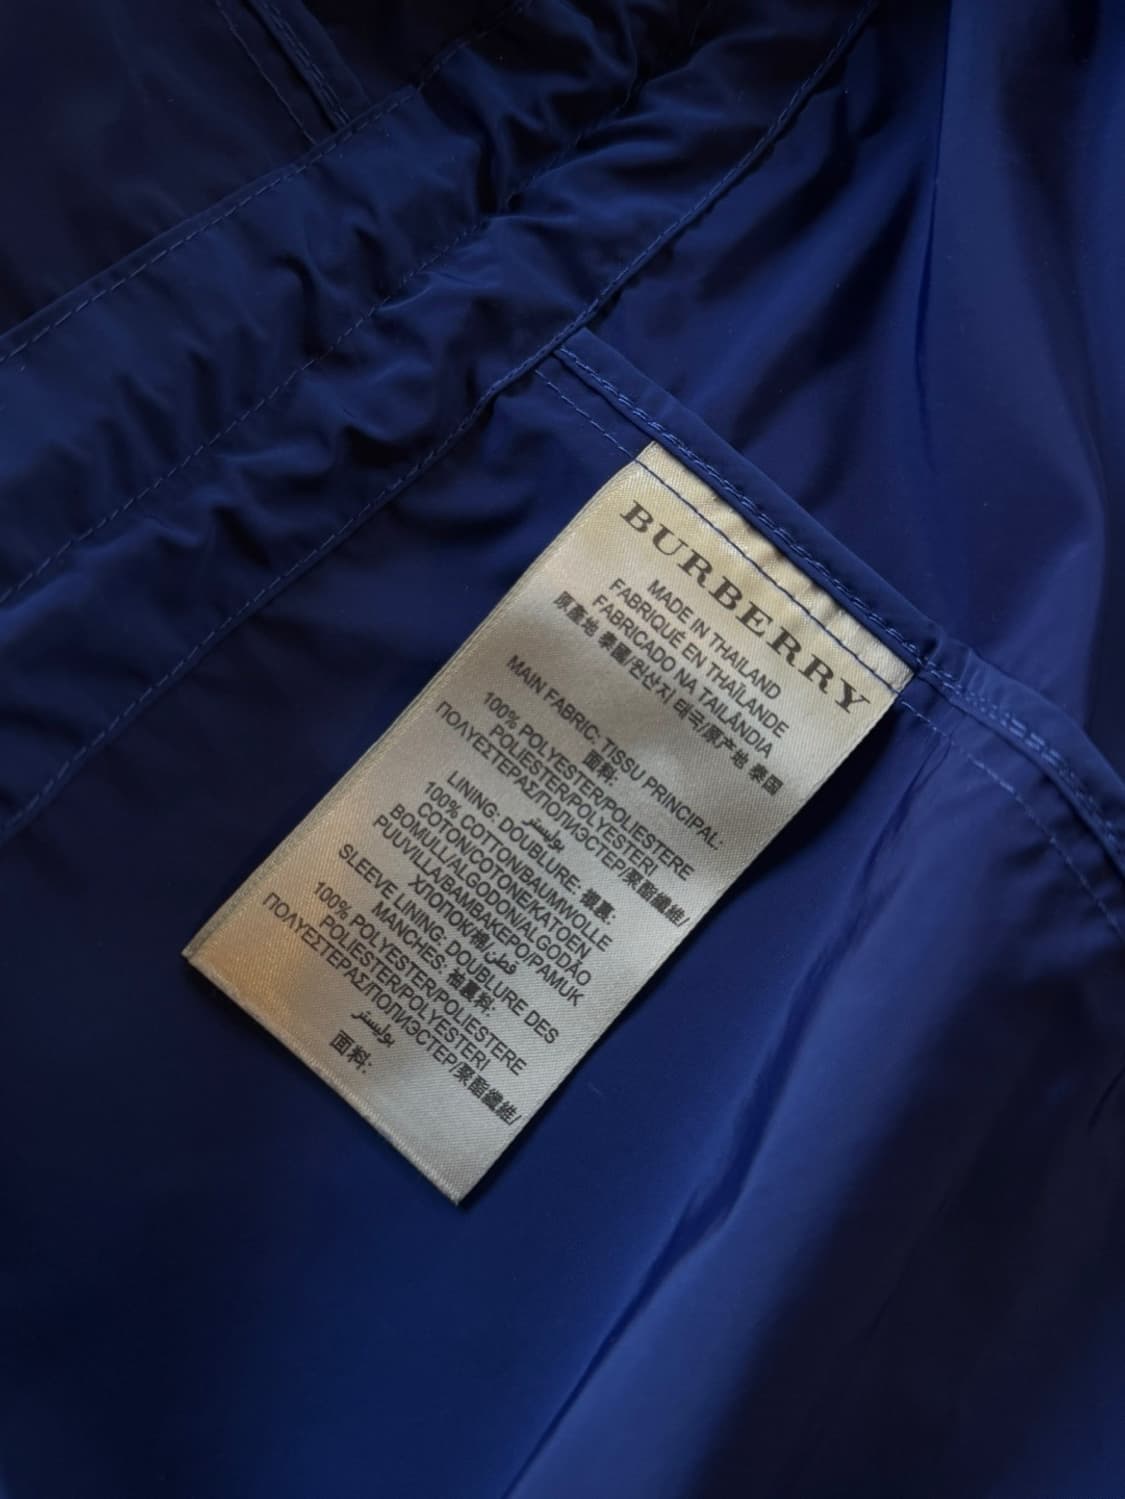 BURBERRY
MADE IN THAILAND
FABRIQUÉ EN THAÏLANDE
FABRICADO NA TAILÂNDIA
原產地 泰國/원산지 태국/原产地 泰国
MAIN FABRIC: TISSU PRINCIPAL:
面料:
100% POLYESTER/POLIESTERE
POLIESTER/POLYESTERI
ΠΟΛΥΕΣΤΕΡΑΣ/ПОЛИЭСТЕР/聚酯纖維/
بوليستر
LINING: DOUBLURE: 裡裏:
100% COTTON/BAUMWOLLE
COTON/COTONE/KATOEN
BOMULL/ALGODON/ALGODÃO
PUUVILLA/ΒΑΜΒΑΚΕΡΟ/PAMUK
ХЛОПОК/棉/قطن
SLEEVE LINING: DOUBLURE DES
MANCHES: 袖裏料:
100% POLYESTER/POLIESTERE
POLIESTER/POLYESTERI
ΠΟΛΥΕΣΤΕΡΑΣ/ПОЛИЭСТЕР/聚酯纖維/
بوليستر
面料: